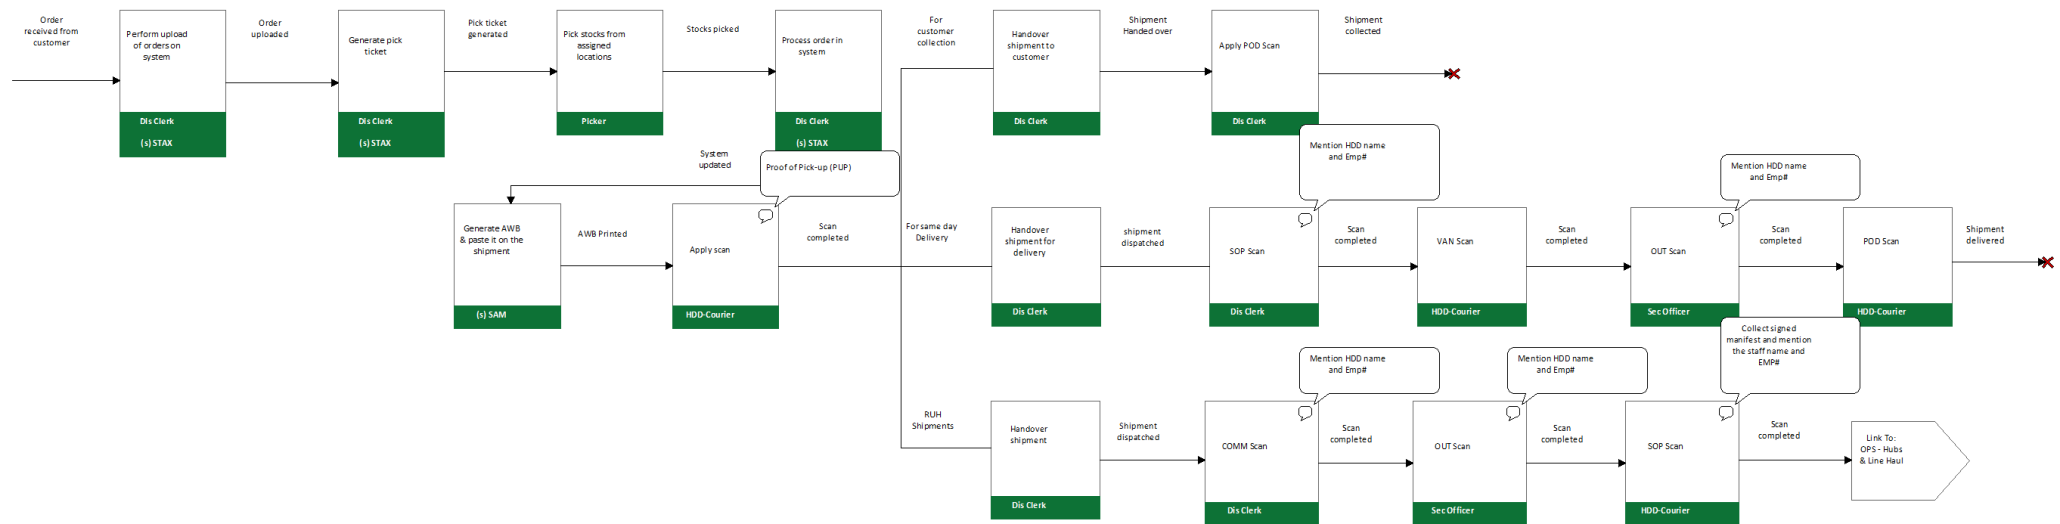 Order
received from
customer
Perform upload
of orders on
system
Dis Clerk
(s) STAX
Order
uploaded
Generate pick
ticket
Dis Clerk
(s) STAX
Pick ticket
generated
Pick stocks from
assigned
locations
Picker
Stocks picked
Process order in
system
Dis Clerk
(s) STAX
For
customer
collection
Handover
shipment to
customer
Dis Clerk
Shipment
Handed over
Apply POD Scan
Dis Clerk
Shipment
collected
System
updated
Generate AWB
& paste it on the
shipment
(s) SAM
AWB Printed
Proof of Pick-up (PUP)
Apply scan
HDD-Courier
Scan
completed
For same day
Delivery
Handover
shipment for
delivery
Dis Clerk
shipment
dispatched
Mention HDD name
and Emp#
SOP Scan
Dis Clerk
Scan
completed
VAN Scan
HDD-Courier
Scan
completed
Mention HDD name
and Emp#
OUT Scan
Sec Officer
Scan
completed
POD Scan
HDD-Courier
Shipment
delivered
RUH
Shipments
Handover
shipment
Dis Clerk
Shipment
dispatched
Mention HDD name
and Emp#
COMM Scan
Dis Clerk
Scan
completed
Mention HDD name
and Emp#
OUT Scan
Sec Officer
Scan
completed
Collect signed
manifest and mention
the staff name and
EMP#
SOP Scan
HDD-Courier
Scan
completed
Link To:
OPS - Hubs
& Line Haul